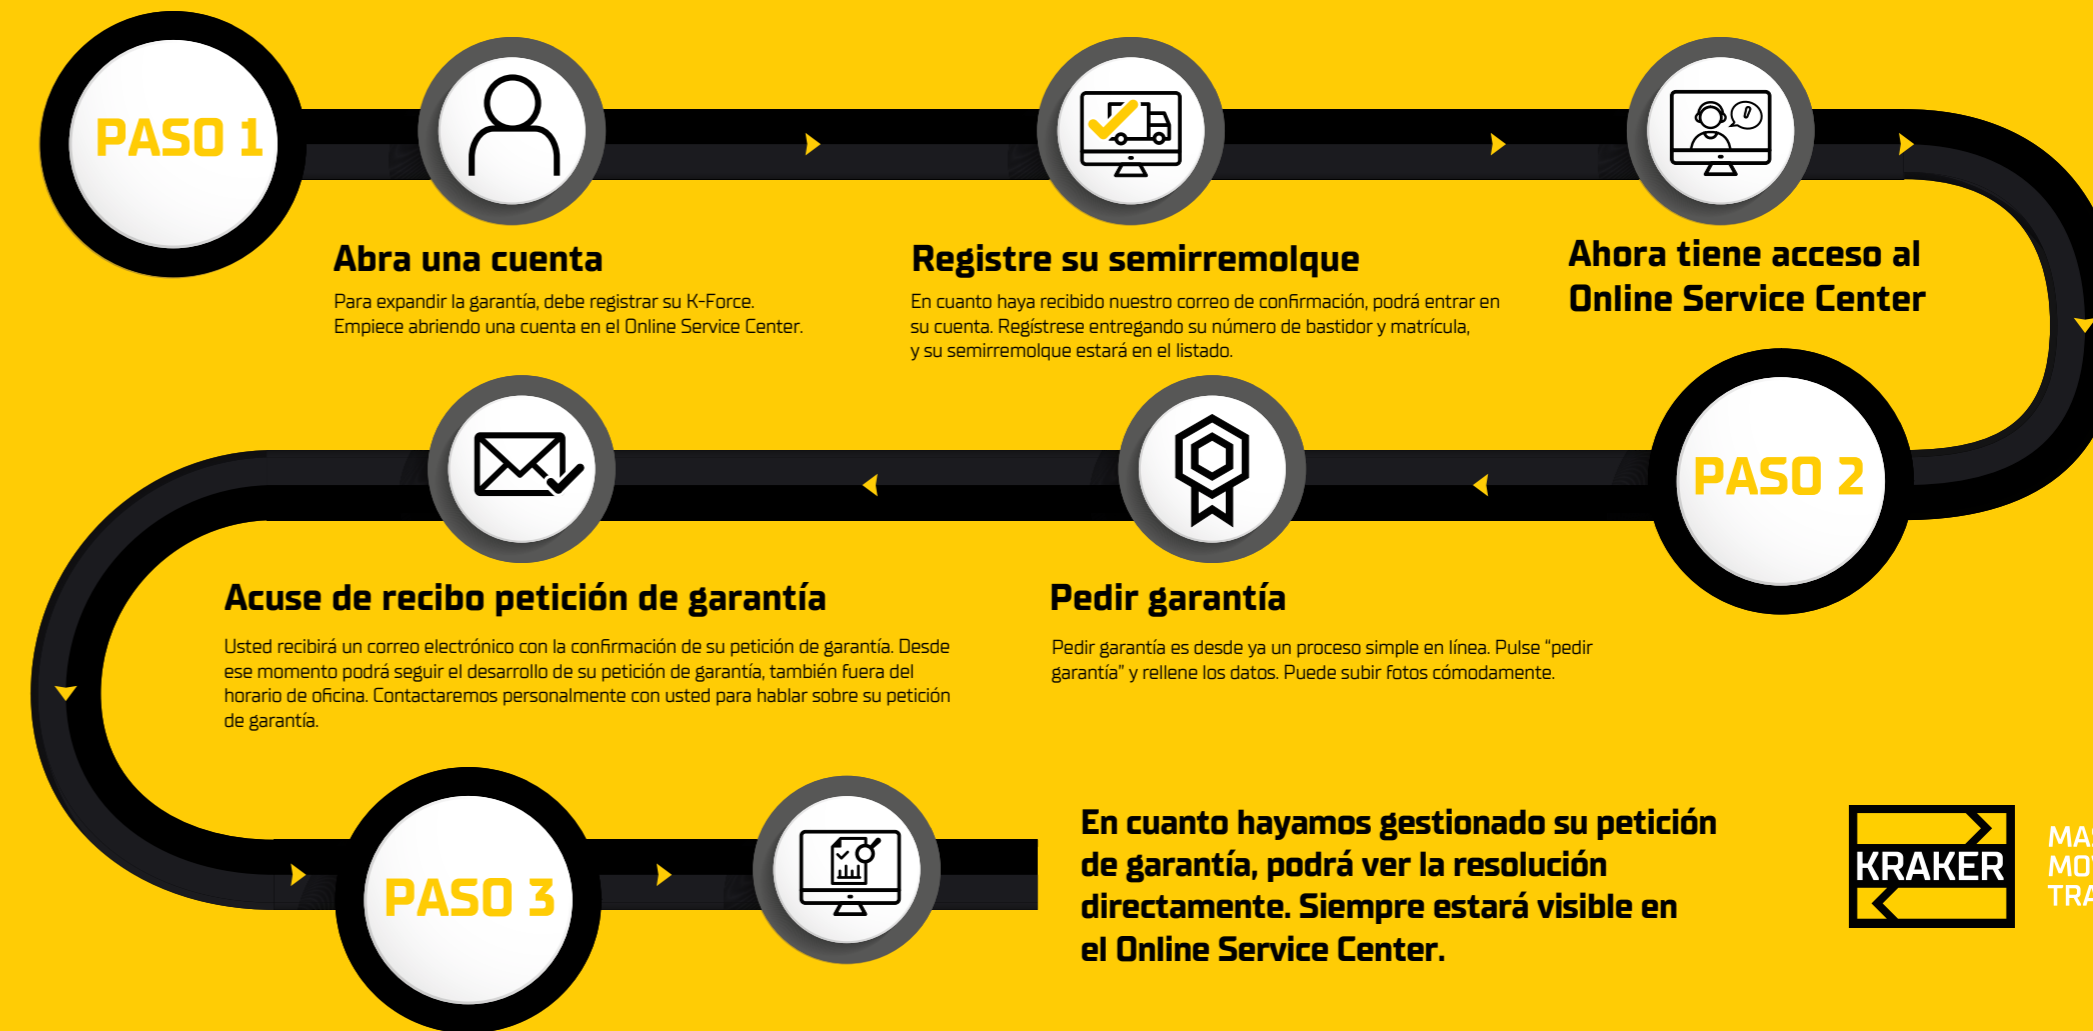 PASO 1
Abra una cuenta
Para expandir la garantía, debe registrar su K-Force.
Empiece abriendo una cuenta en el Online Service Center.
Registre su semirremolque
En cuanto haya recibido nuestro correo de confirmación, podrá entrar en
su cuenta. Regístrese entregando su número de bastidor y matrícula,
y su semirremolque estará en el listado.
Ahora tiene acceso al
Online Service Center
PASO 2
Pedir garantía
Pedir garantía es desde ya un proceso simple en línea. Pulse “pedir
garantía” y rellene los datos. Puede subir fotos cómodamente.
Acuse de recibo petición de garantía
Usted recibirá un correo electrónico con la confirmación de su petición de garantía. Desde
ese momento podrá seguir el desarrollo de su petición de garantía, también fuera del
horario de oficina. Contactaremos personalmente con usted para hablar sobre su petición
de garantía.
PASO 3
En cuanto hayamos gestionado su petición
de garantía, podrá ver la resolución
directamente. Siempre estará visible en
el Online Service Center.
KRAKER